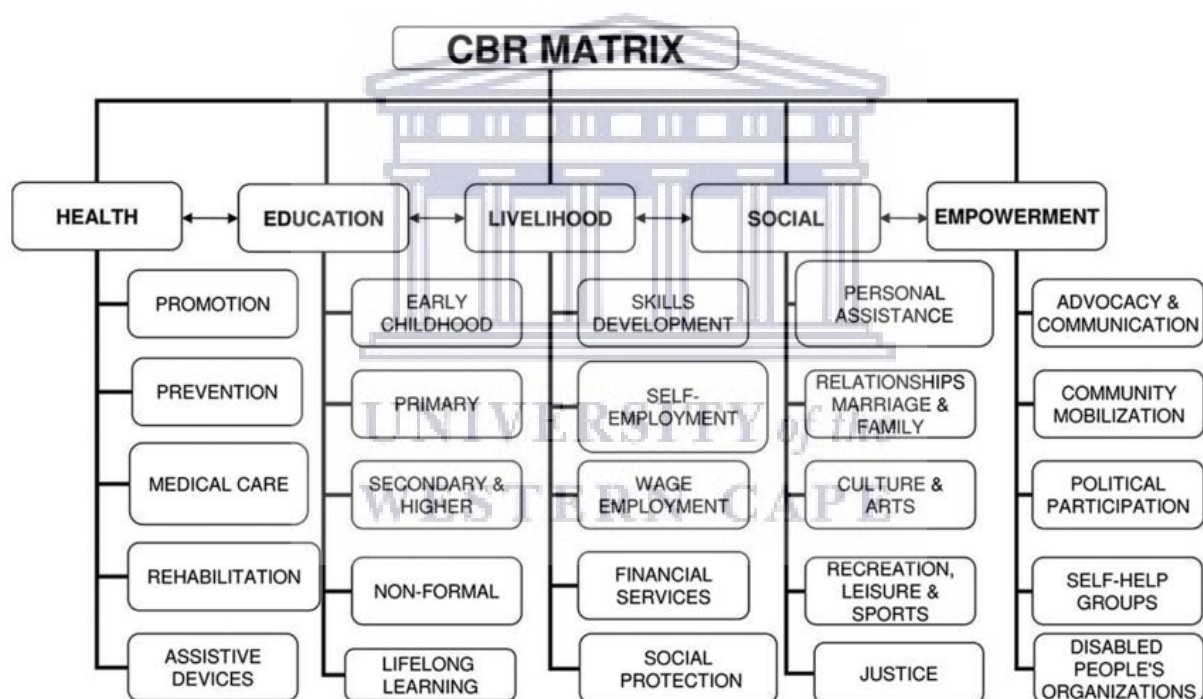 CBR MATRIX
HEALTH
EDUCATION
LIVELIHOOD
SOCIAL
EMPOWERMENT
PROMOTION
PREVENTION
MEDICAL CARE
REHABILITATION
ASSISTIVE
DEVICES
EARLY
CHILDHOOD
PRIMARY
SECONDARY &
HIGHER
NON-FORMAL
LIFELONG
LEARNING
SKILLS
DEVELOPMENT
SELF-
EMPLOYMENT
WAGE
EMPLOYMENT
FINANCIAL
SERVICES
SOCIAL
PROTECTION
PERSONAL
ASSISTANCE
RELATIONSHIPS
MARRIAGE &
FAMILY
CULTURE &
ARTS
RECREATION,
LEISURE &
SPORTS
JUSTICE
ADVOCACY &
COMMUNICATION
COMMUNITY
MOBILIZATION
POLITICAL
PARTICIPATION
SELF-HELP
GROUPS
DISABLED
PEOPLE'S
ORGANIZATIONS
UNIVERSITY of the
WESTERN CAPE